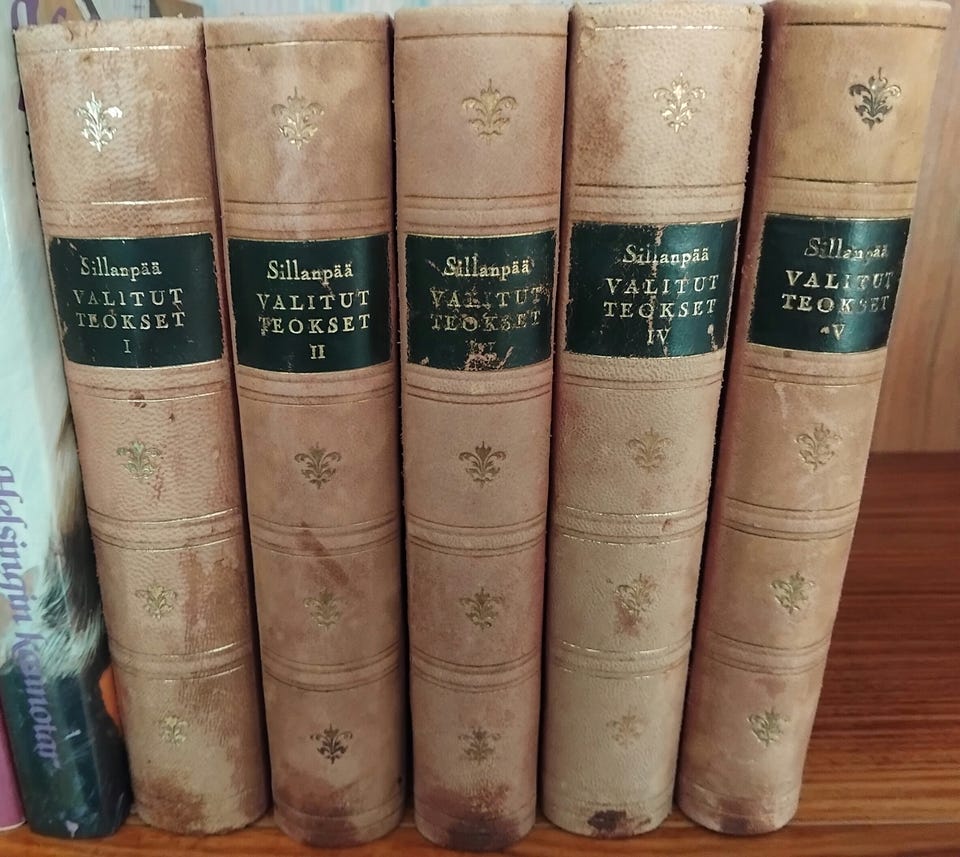 Helsingin
Sillanpää
VALITUT
TEOKSET
I
Sillanpää
VALITUT
TEOKSET
II
Sillanpää
VALITUT
TEOKSET
Sillanpää
VALITUT
TEOKSET
IV
Sillanpää
VALITUT
TEOKSET
V